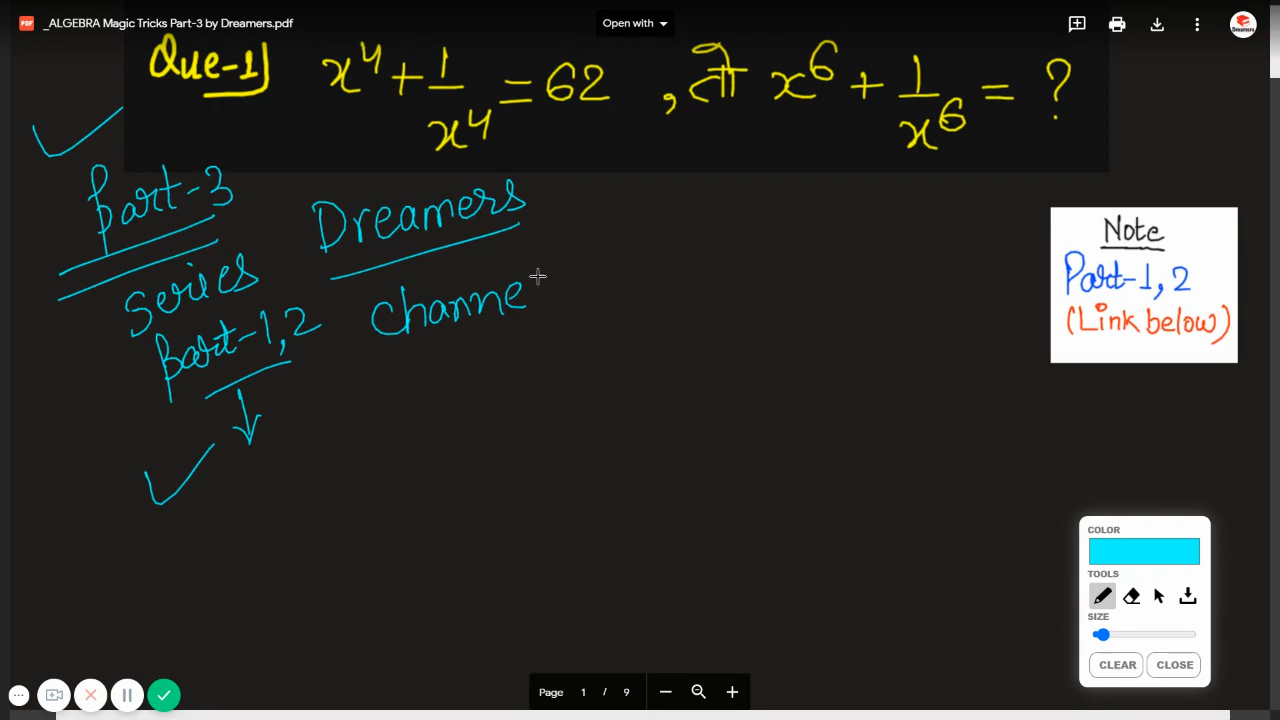 _ALGEBRA Magic Tricks Part-3 by Dreamers.pdf
Open with
Que-1) x⁴ + 1/x⁴ = 62 , तो x⁶ + 1/x⁶ = ?
Part-3
Series
Part-1,2
Dreamers
Channe
Note
Part-1, 2
(Link below)
COLOR
TOOLS
SIZE
CLEAR CLOSE
Page 1 / 9